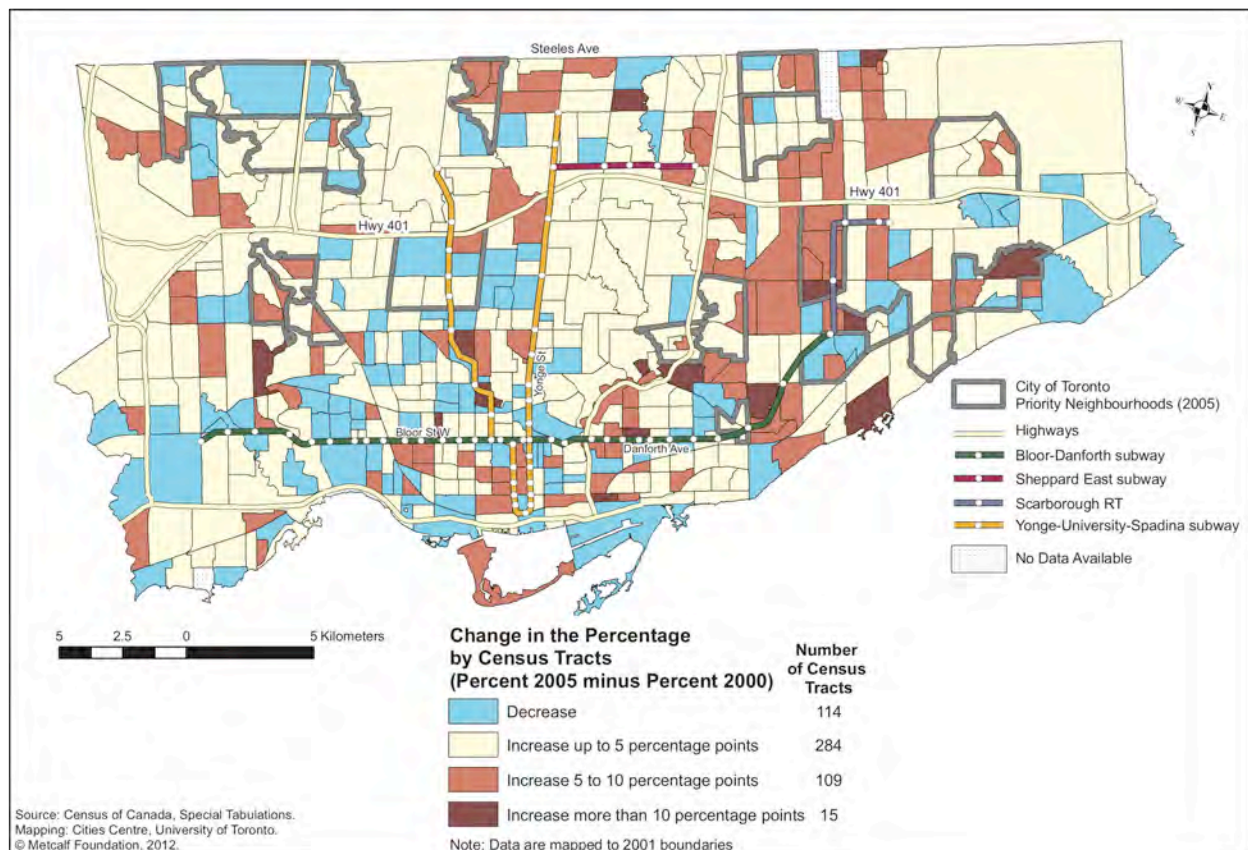 Steeles Ave
N
W
E
S
Hwy 401
Hwy 401
Yonge St
Bloor St W
Danforth Ave
City of Toronto
Priority Neighbourhoods (2005)
Highways
Bloor-Danforth subway
Sheppard East subway
Scarborough RT
Yonge-University-Spadina subway
No Data Available
5 2.5 0 5 Kilometers
Change in the Percentage
by Census Tracts
(Percent 2005 minus Percent 2000)
Number
of Census
Tracts
Decrease 114
Increase up to 5 percentage points 284
Increase 5 to 10 percentage points 109
Increase more than 10 percentage points 15
Note: Data are mapped to 2001 boundaries
Source: Census of Canada, Special Tabulations.
Mapping: Cities Centre, University of Toronto.
© Metcalf Foundation, 2012.